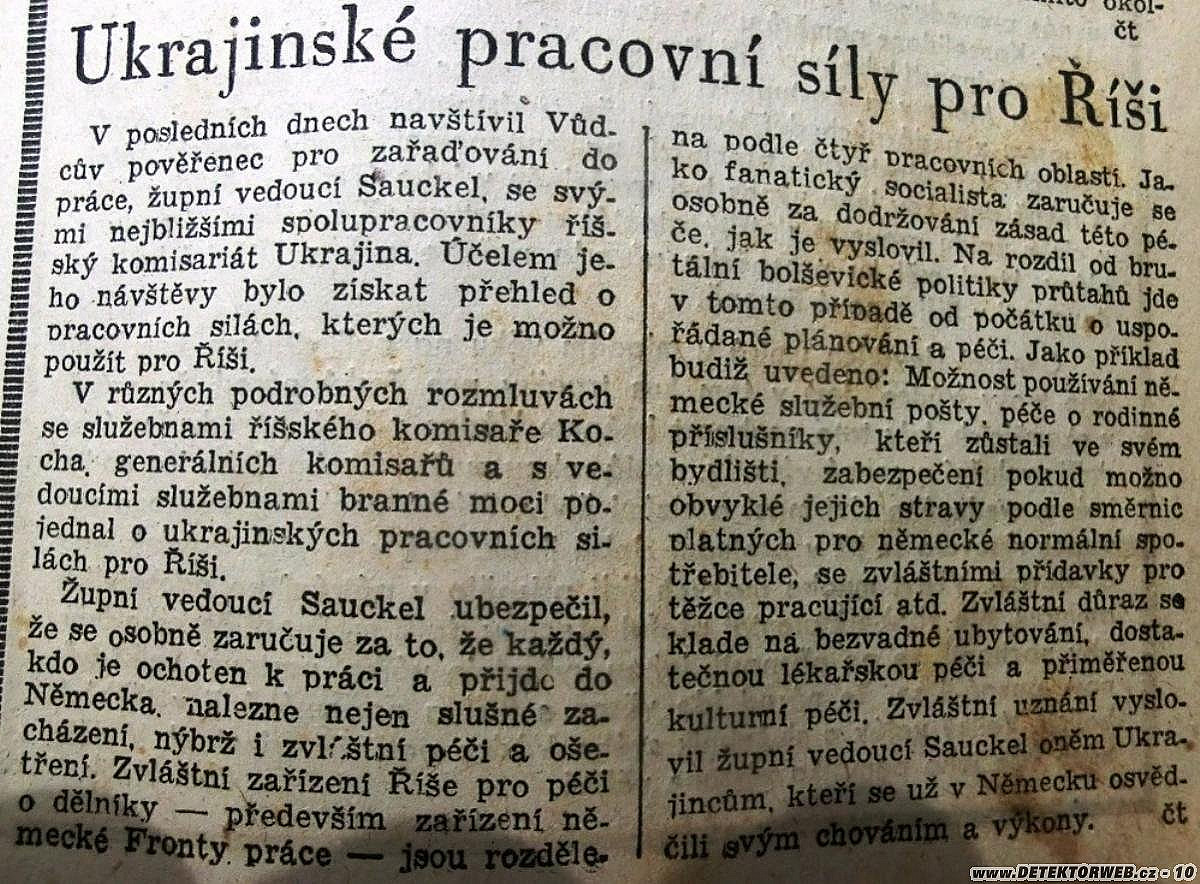 okol-
čt
Ukrajinské pracovní síly pro Říši
V posledních dnech navštívil Vůd-
cův pověřenec pro zařaďování do
práce, župní vedoucí Sauckel, se svý-
mi nejbližšími spolupracovníky říš-
ský komisariát Ukrajina. Účelem je-
ho návštěvy bylo získat přehled o
pracovních silách, kterých je možno
použít pro Říši.
V různých podrobných rozmluvách
se služebnami říšského komisaře Ko-
cha, generálních komisařů a s ve-
doucími služebnami branné moci po-
jednal o ukrajinských pracovních si-
lách pro Říši.
Župní vedoucí Sauckel ubezpečil,
že se osobně zaručuje za to, že každý,
kdo je ochoten k práci a přijde do
Německa, nalezne nejen slušné za-
cházení, nýbrž i zvláštní péči a oše-
tření. Zvláštní zařízení Říše pro péči
o dělníky — především zařízení ně-
mecké Fronty práce — jsou rozděle-
na podle čtyř pracovních oblastí. Ja-
ko fanatický socialista zaručuje se
osobně za dodržování zásad této pé-
če, jak je vyslovil. Na rozdíl od bru-
tální bolševické politiky průtahů jde
v tomto případě od počátku o uspo-
řádané plánování a péči. Jako příklad
budiž uvedeno: Možnost používání ně-
mecké služební pošty, péče o rodinné
příslušníky, kteří zůstali ve svém
bydlišti, zabezpečení pokud možno
obvyklé jejich stravy podle směrnic
platných pro německé normální spo-
třebitele, se zvláštními přídavky pro
těžce pracující atd. Zvláštní důraz se
klade na bezvadné ubytování, dosta-
tečnou lékařskou péči a přiměřenou
kulturní péči. Zvláštní uznání vyslo-
vil župní vedoucí Sauckel oněm Ukra-
jincům, kteří se už v Německu osvěd-
čili svým chováním a výkony. čt
www.DETEKTORWEB.cz - 10